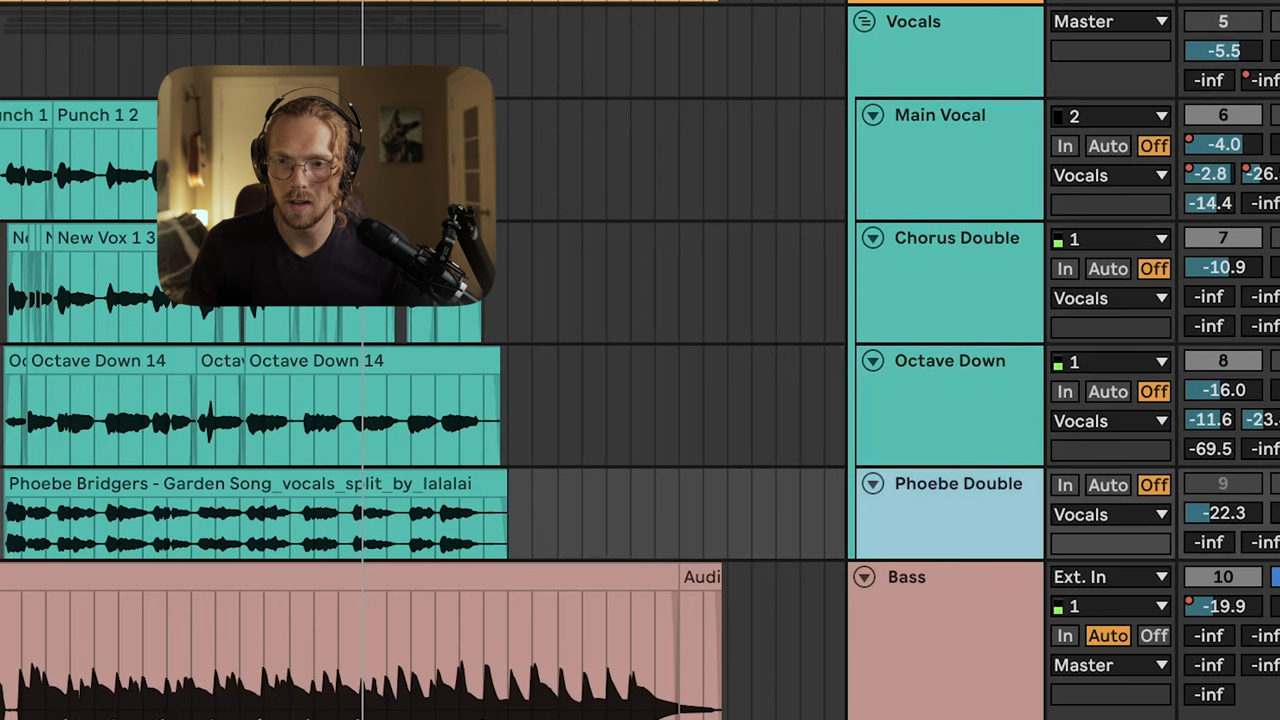 Vocals Master 5
-5.5
-inf
unch 1 Punch 1 2 Main Vocal 2 6
In Auto Off -4.0
Vocals -2.8 -26.
-14.4 -inf
N New Vox 1 3 Chorus Double 1 7
In Auto Off -10.9
Vocals -inf -inf
-inf -inf
Oc Octave Down 14 Octav Octave Down 14 Octave Down 1 8
In Auto Off -16.0
Vocals -11.6 -23.
-69.5 -inf
Phoebe Bridgers - Garden Song_vocals_split_by_lalalai Phoebe Double In Auto Off 9
Vocals -22.3
-inf -inf
Audi Bass Ext. In 10
1 -19.9
In Auto Off -inf -inf
Master -inf -inf
-inf